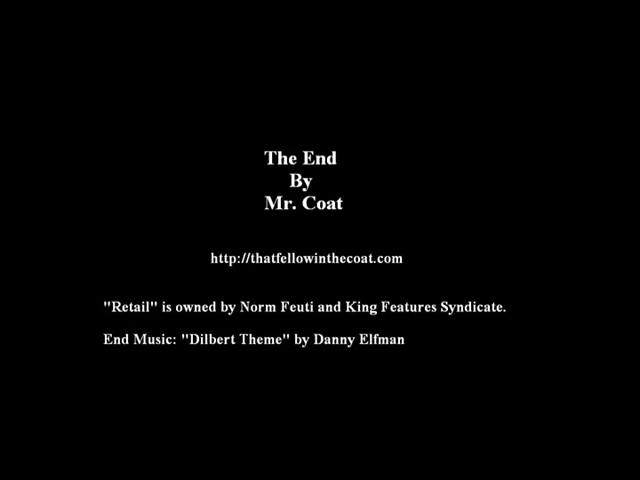 The End
By
Mr. Coat
http://thatfellowinthecoat.com
"Retail" is owned by Norm Feuti and King Features Syndicate.
End Music: "Dilbert Theme" by Danny Elfman